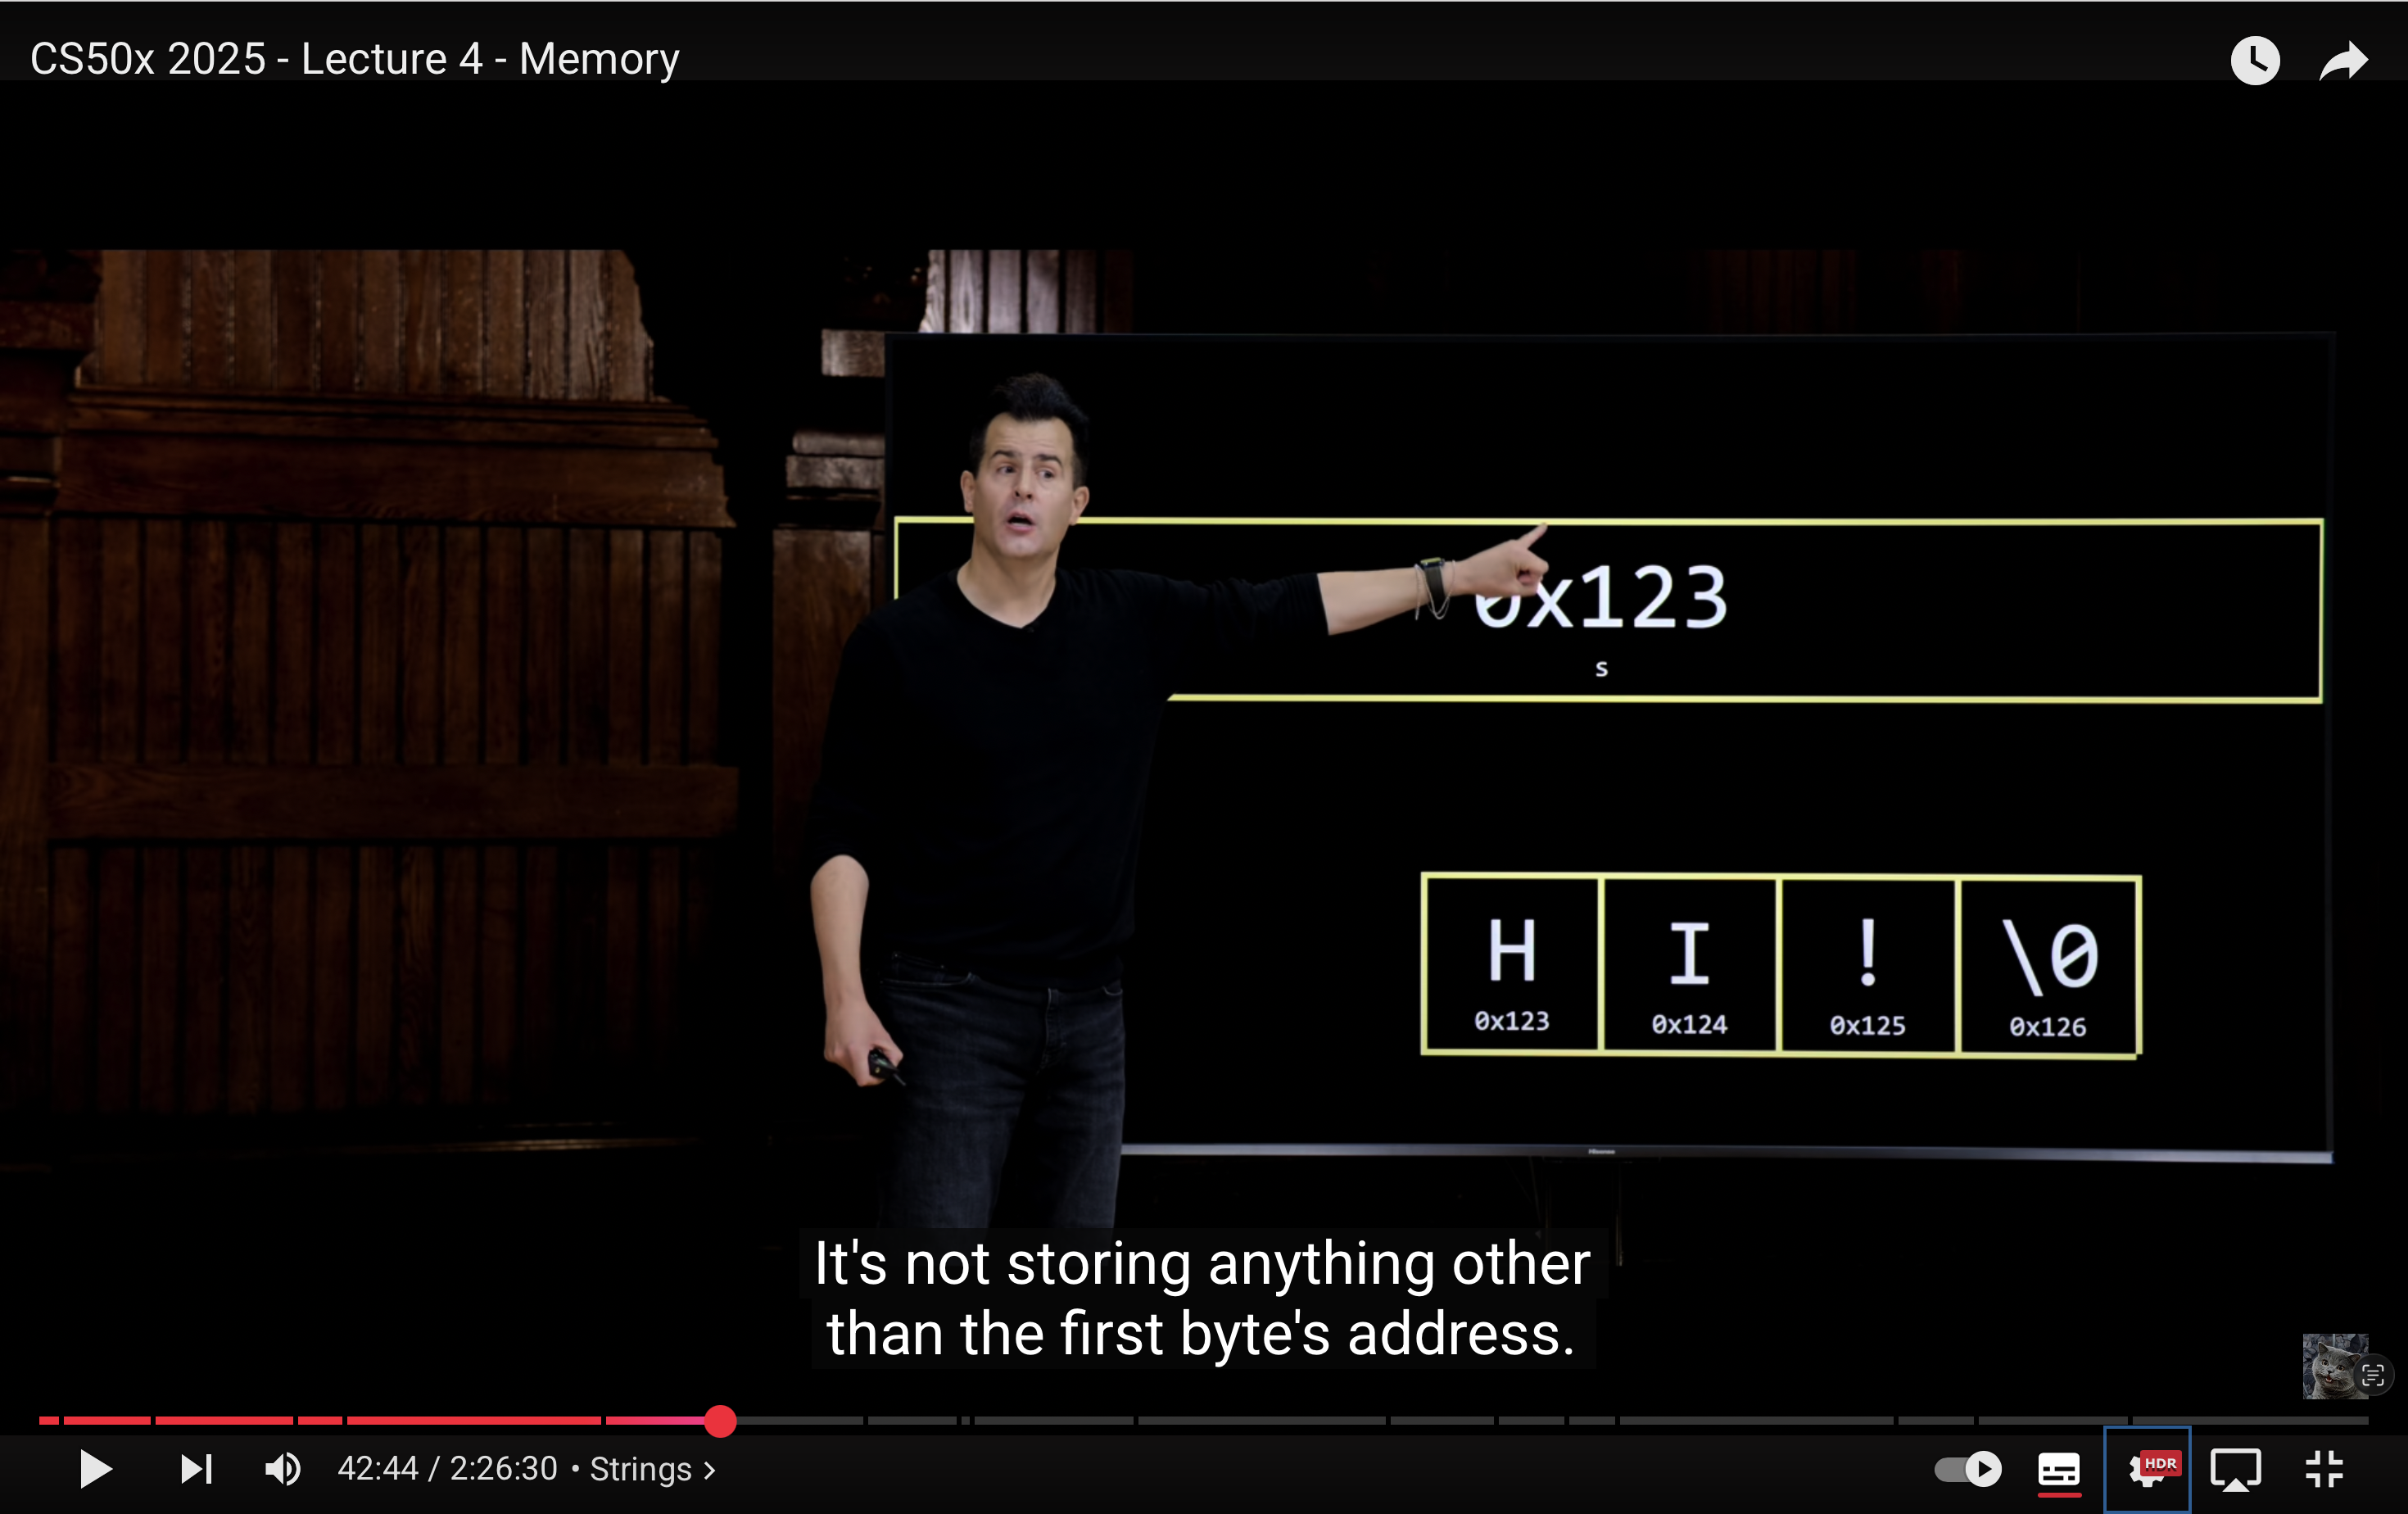 CS50x 2025 - Lecture 4 - Memory
0x123
s
H I ! \0
0x123 0x124 0x125 0x126
Hisense
It's not storing anything other
than the first byte's address.
42:44 / 2:26:30 • Strings >
HDR